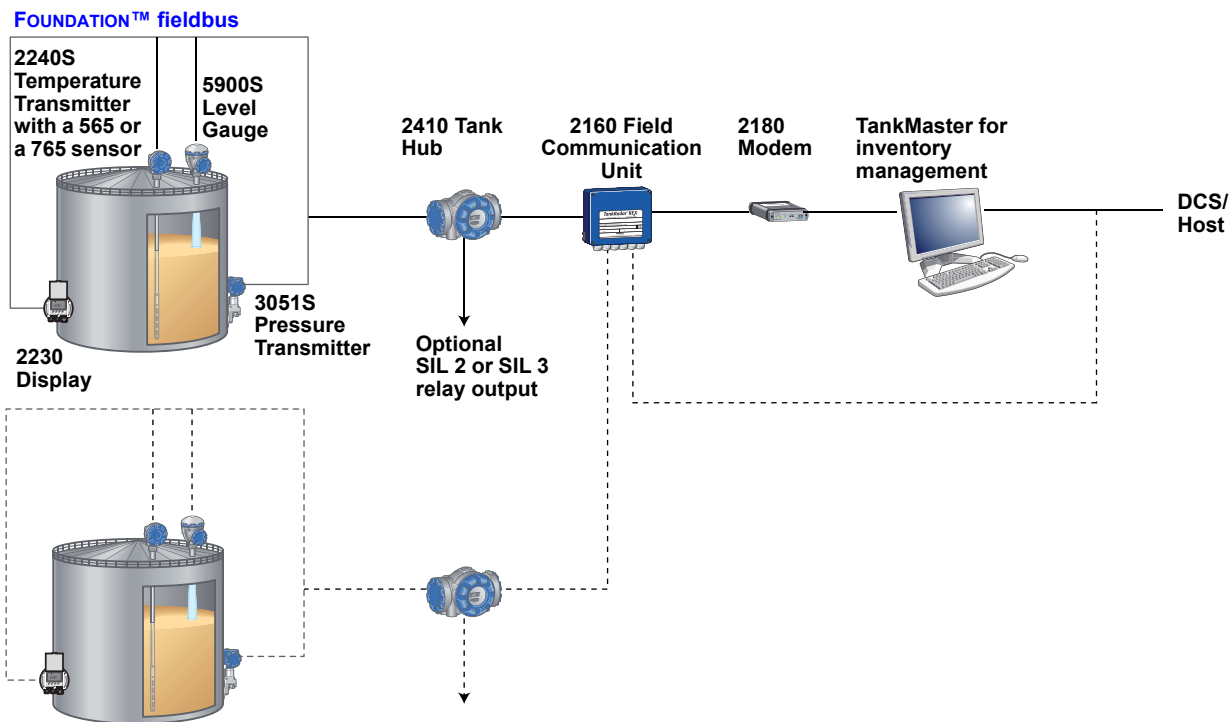 FOUNDATION™ fieldbus
2240S
Temperature
Transmitter
with a 565 or
a 765 sensor
5900S
Level
Gauge
2410 Tank
Hub
2160 Field
Communication
Unit
2180
Modem
TankMaster for
inventory
management
DCS/
Host
TankRadar REX
3051S
Pressure
Transmitter
2230
Display
Optional
SIL 2 or SIL 3
relay output